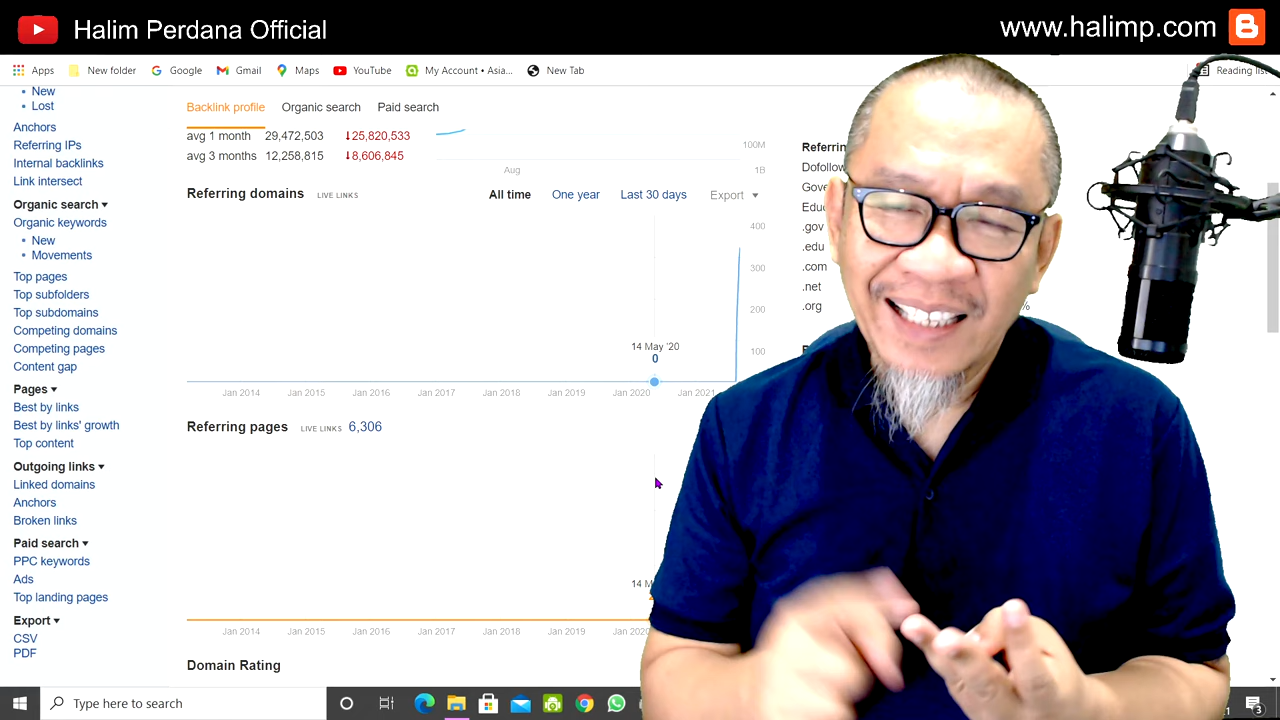 Halim Perdana Official
www.halimp.com
Apps
New folder
Google
Gmail
Maps
YouTube
My Account • Asia...
New Tab
Reading list
New
Lost
Anchors
Referring IPs
Internal backlinks
Link intersect
Organic search
Organic keywords
New
Movements
Top pages
Top subfolders
Top subdomains
Competing domains
Competing pages
Content gap
Pages
Best by links
Best by links' growth
Top content
Outgoing links
Linked domains
Anchors
Broken links
Paid search
PPC keywords
Ads
Top landing pages
Export
CSV
PDF
Backlink profile Organic search Paid search
avg 1 month 29,472,503 ↓25,820,533
avg 3 months 12,258,815 ↓8,606,845
100M
Aug 1B
Referring domains LIVE LINKS All time One year Last 30 days Export
400
300
200
100
14 May '20
0
Jan 2014 Jan 2015 Jan 2016 Jan 2017 Jan 2018 Jan 2019 Jan 2020 Jan 2021
Referring pages LIVE LINKS 6,306
14
Jan 2014 Jan 2015 Jan 2016 Jan 2017 Jan 2018 Jan 2019 Jan 2020
Domain Rating
.gov
.edu
.com
.net
.org %
Type here to search
3